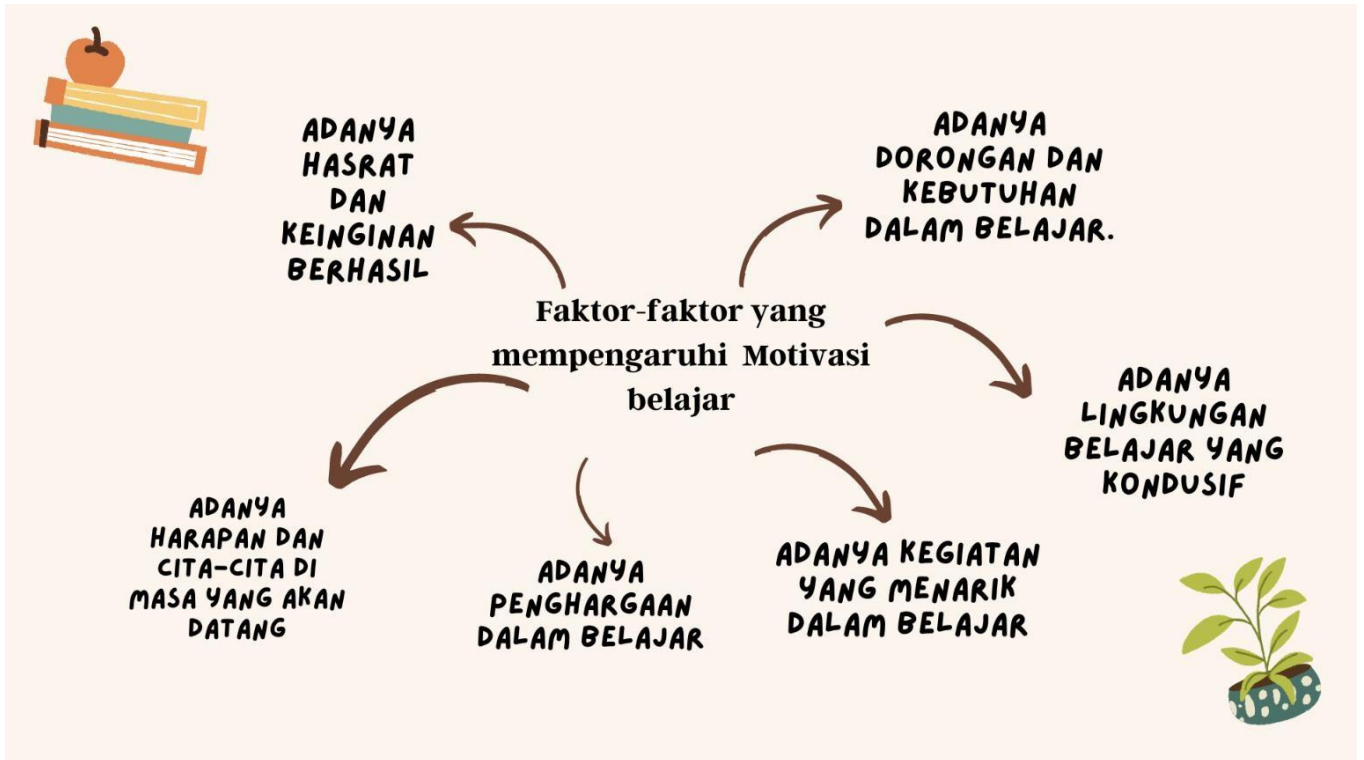 ADANYA
HASRAT
DAN
KEINGINAN
BERHASIL
ADANYA
DORONGAN DAN
KEBUTUHAN
DALAM BELAJAR.
Faktor-faktor yang
mempengaruhi Motivasi
belajar
ADANYA
LINGKUNGAN
BELAJAR YANG
KONDUSIF
ADANYA
HARAPAN DAN
CITA-CITA DI
MASA YANG AKAN
DATANG
ADANYA
PENGHARGAAN
DALAM BELAJAR
ADANYA KEGIATAN
YANG MENARIK
DALAM BELAJAR